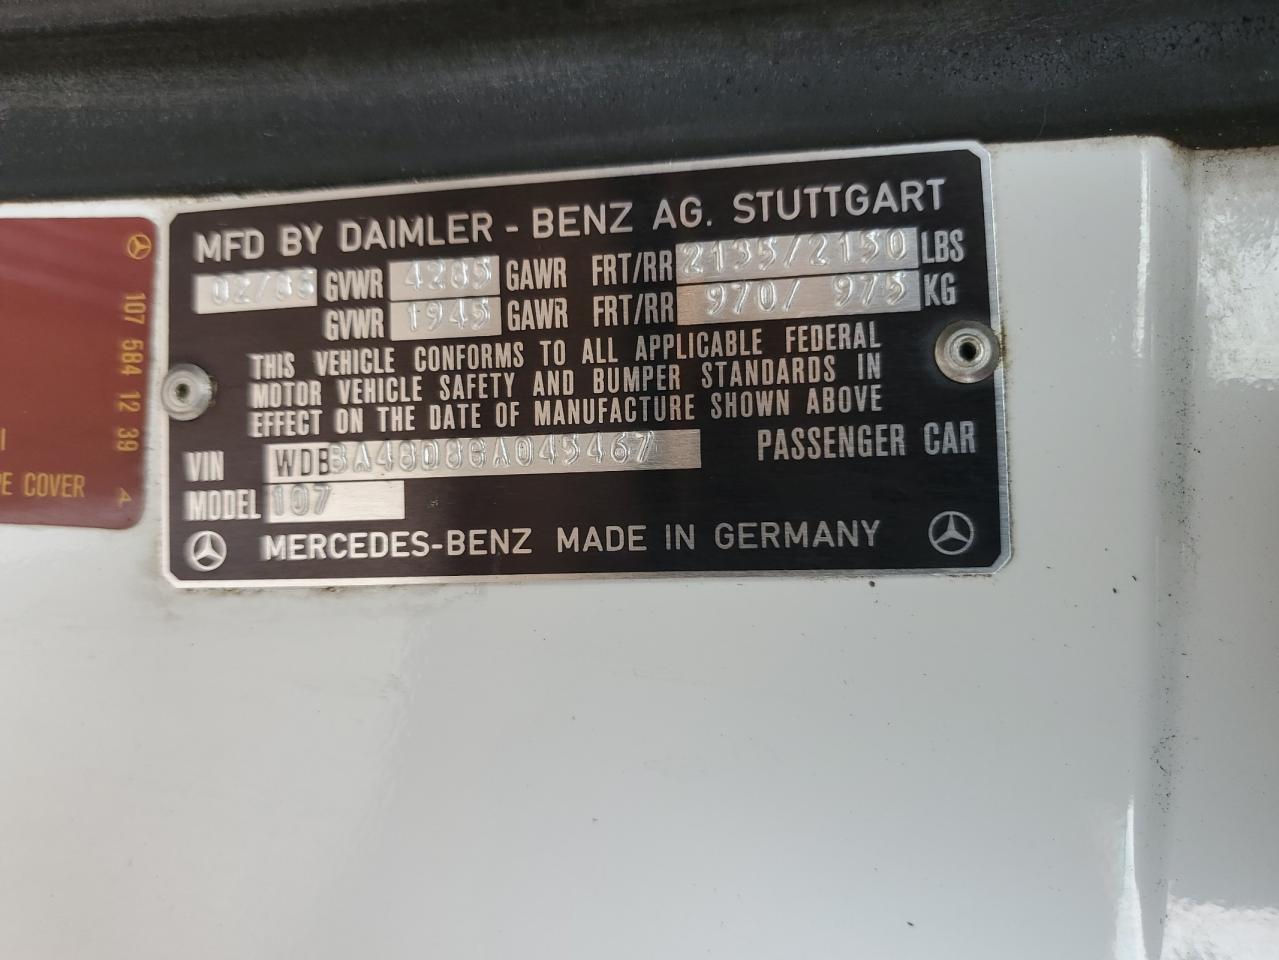 MFD BY DAIMLER - BENZ AG. STUTTGART
02/86 GVWR 4285 GAWR FRT/RR 2135/2150 LBS
GVWR 1945 GAWR FRT/RR 970/ 975 KG
THIS VEHICLE CONFORMS TO ALL APPLICABLE FEDERAL
MOTOR VEHICLE SAFETY AND BUMPER STANDARDS IN
EFFECT ON THE DATE OF MANUFACTURE SHOWN ABOVE
VIN WDBBA48D8GA045467 PASSENGER CAR
MODEL 107
MERCEDES-BENZ MADE IN GERMANY
107 584 12 39 A
COVER